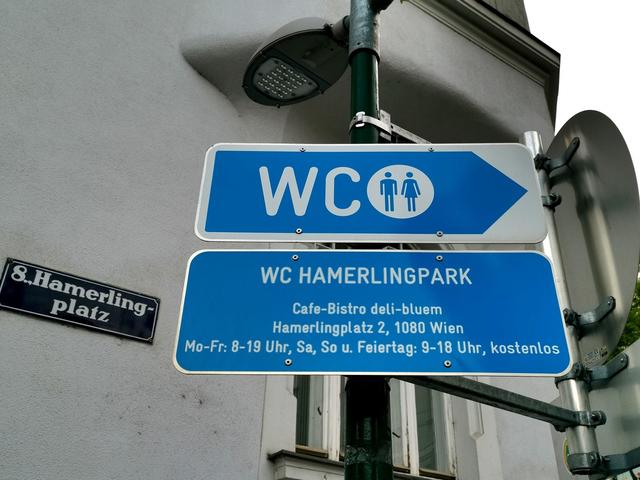 WC
WC HAMERLINGPARK
Cafe-Bistro deli-bluem
Hamerlingplatz 2, 1080 Wien
Mo-Fr: 8-19 Uhr, Sa, So u. Feiertag: 9-18 Uhr, kostenlos
8., Hamerling-
platz